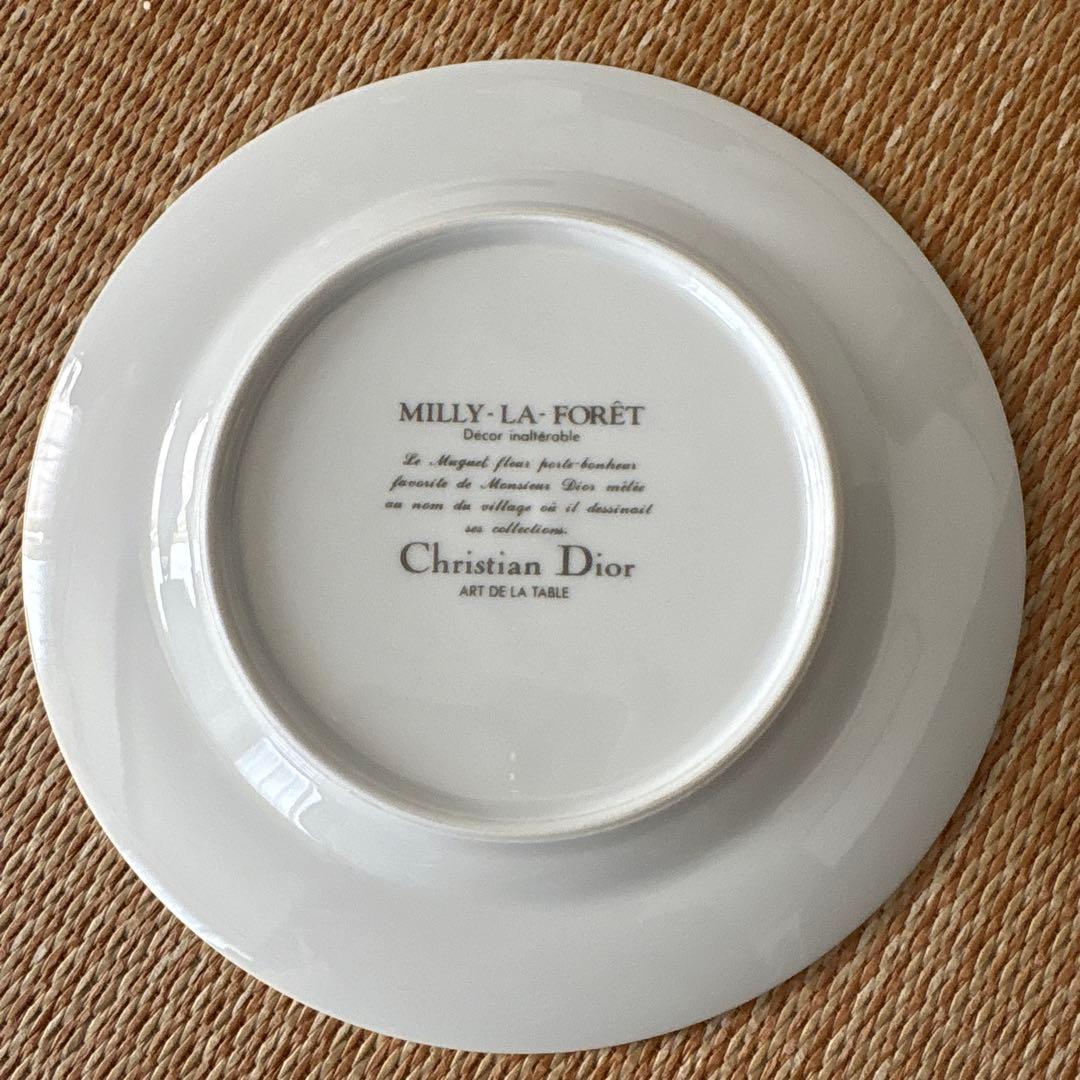 MILLY-LA-FORÊT
Décor inaltérable
Le Muguet fleur porte-bonheur
favorite de Monsieur Dior mêlée
au nom du village où il dessinait
ses collections.
Christian Dior
ART DE LA TABLE